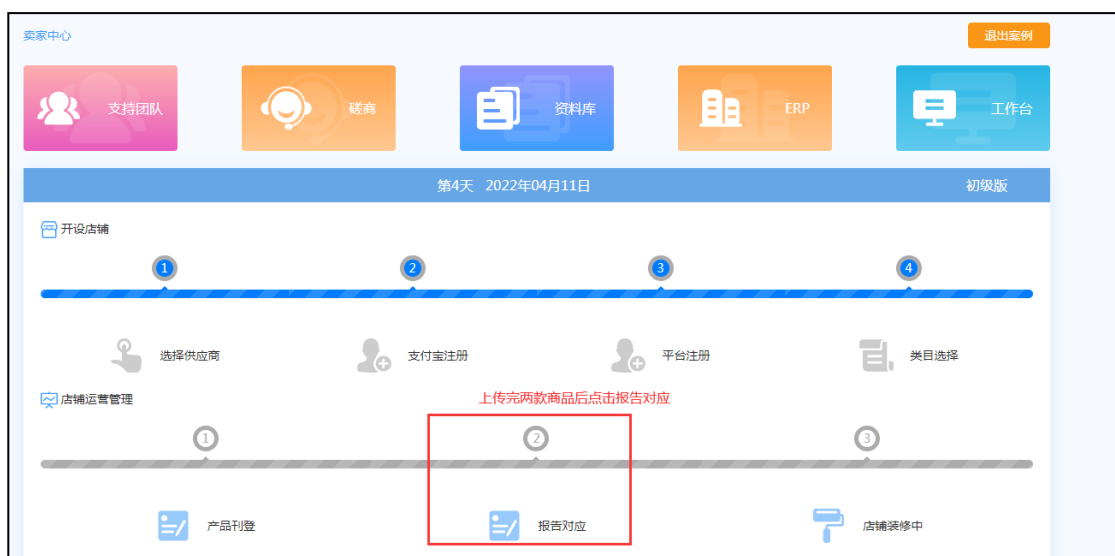 卖家中心
退出案例
支持团队
磋商
资料库
ERP
工作台
第4天 2022年04月11日
初级版
开设店铺
1
2
3
4
选择供应商
支付宝注册
平台注册
类目选择
店铺运营管理
上传完两款商品后点击报告对应
1
2
3
产品刊登
报告对应
店铺装修中